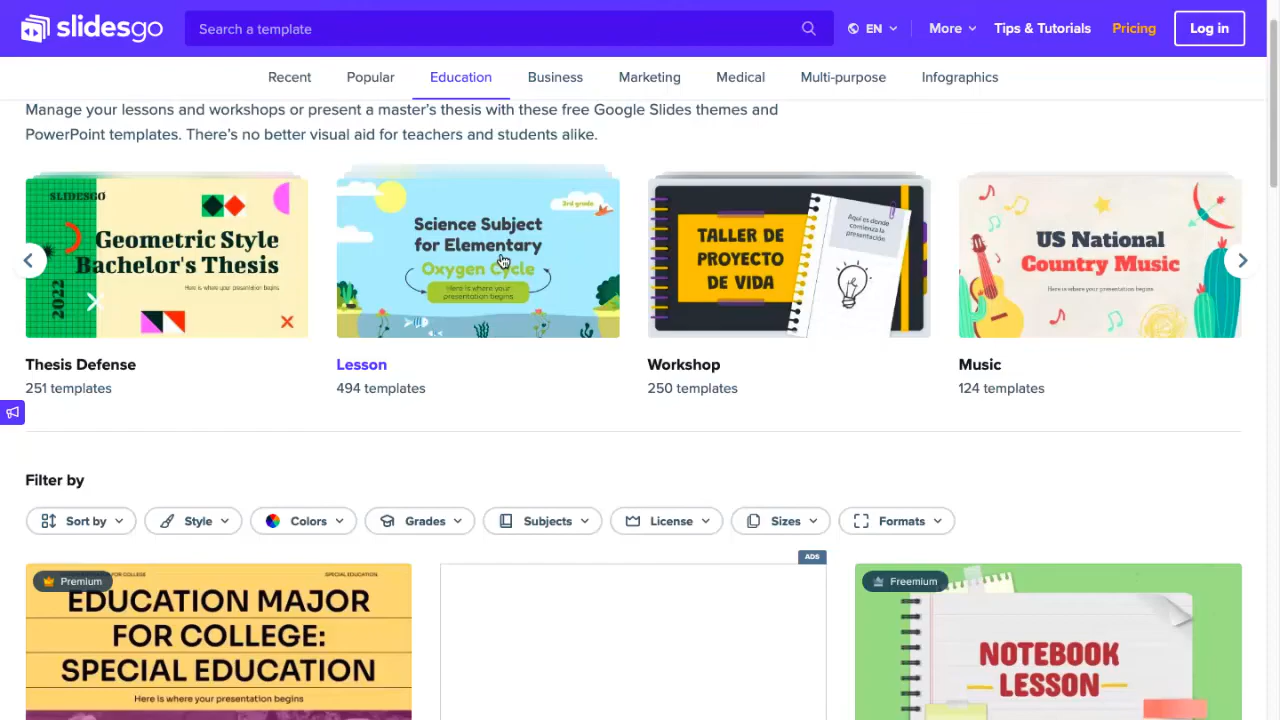 slidesgo
Search a template
EN
More
Tips & Tutorials
Pricing
Log in
Recent
Popular
Education
Business
Marketing
Medical
Multi-purpose
Infographics
Manage your lessons and workshops or present a master's thesis with these free Google Slides themes and
PowerPoint templates. There's no better visual aid for teachers and students alike.
SLIDESGO
Geometric Style
Bachelor's Thesis
Here is where your presentation begins
2022
3rd grade
Science Subject
for Elementary
Oxygen Cycle
Here is where your
presentation begins
TALLER DE
PROYECTO
DE VIDA
Aquí es donde
comienza la
presentación
US National
Country Music
Here is where your presentation begins
Thesis Defense
251 templates
Lesson
494 templates
Workshop
250 templates
Music
124 templates
Filter by
Sort by
Style
Colors
Grades
Subjects
License
Sizes
Formats
ADS
Premium
FOR COLLEGE
SPECIAL EDUCATION
EDUCATION MAJOR
FOR COLLEGE:
SPECIAL EDUCATION
Here is where your presentation begins
Freemium
NOTEBOOK
LESSON